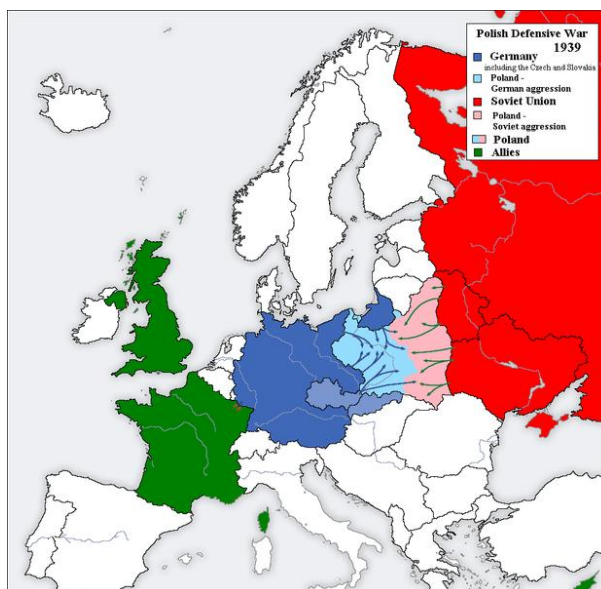 Polish Defensive War
1939
Germany
including the Czech and Slovakia
Poland -
German aggression
Soviet Union
Poland -
Soviet aggression
Poland
Allies